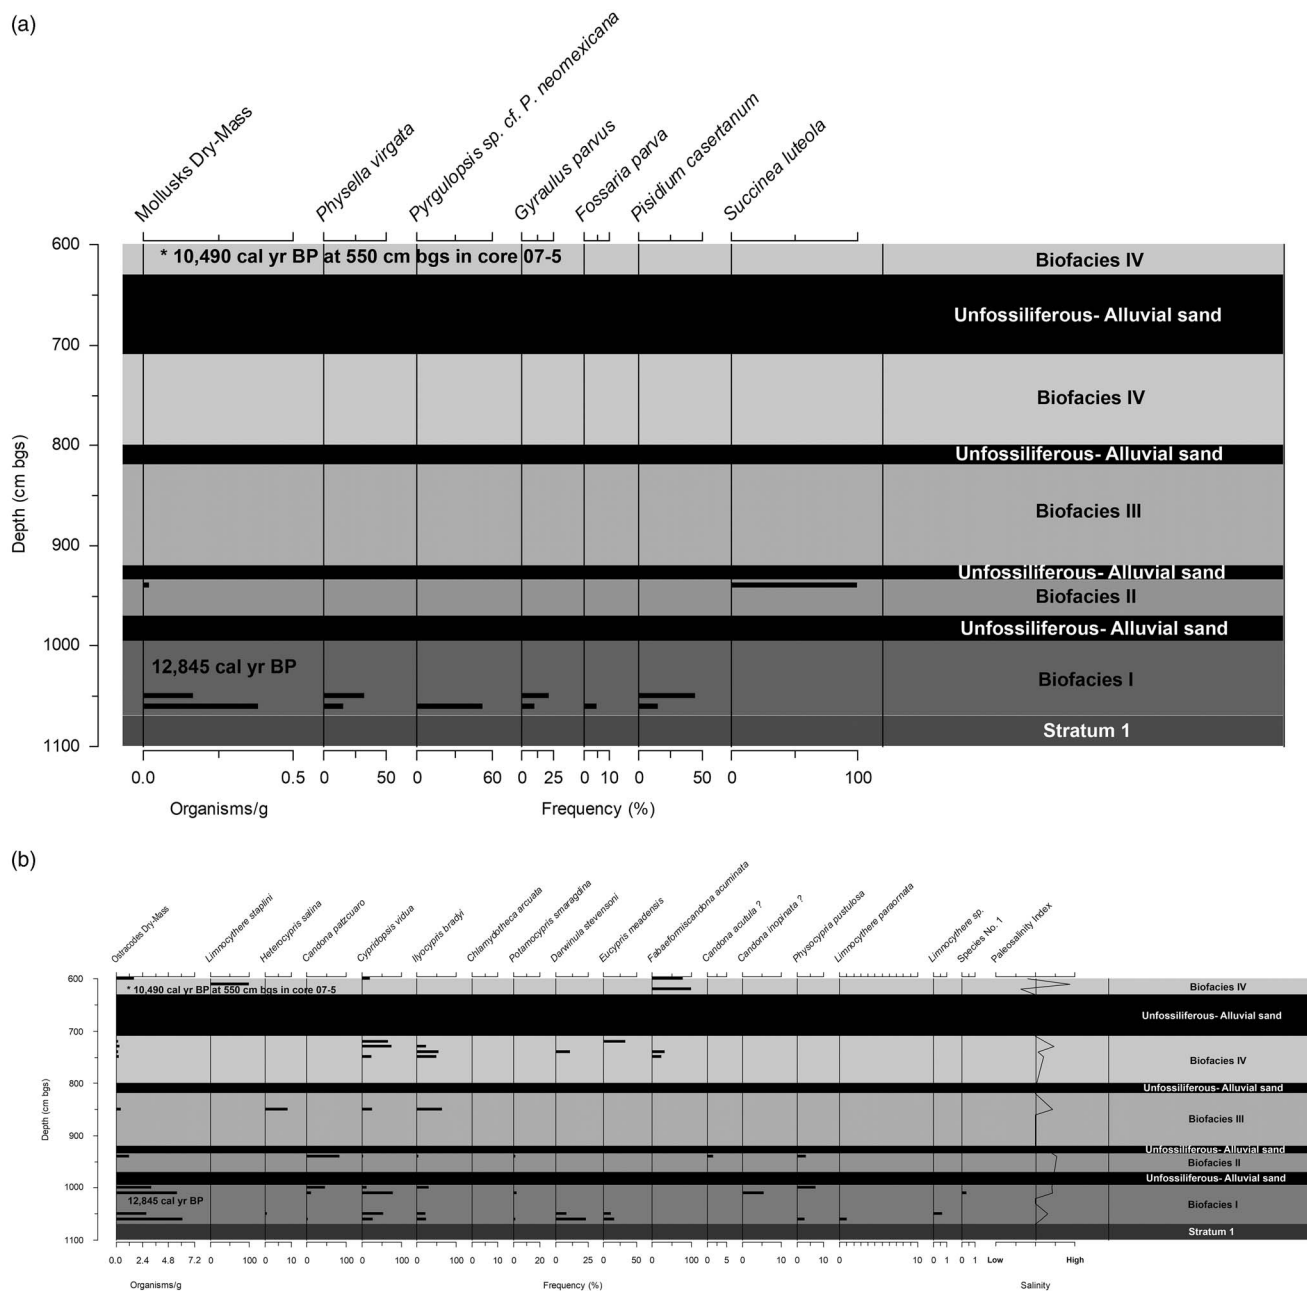 (a)
Mollusks Dry-Mass
Physella virgata
Pyrgulopsis sp. cf. P. neomexicana
Gyraulus parvus
Fossaria parva
Pisidium casertanum
Succinea luteola
600
700
800
900
1000
1100
Depth (cm bgs)
* 10,490 cal yr BP at 550 cm bgs in core 07-5
Biofacies IV
Unfossiliferous- Alluvial sand
Biofacies IV
Unfossiliferous- Alluvial sand
Biofacies III
Unfossiliferous- Alluvial sand
Biofacies II
Unfossiliferous- Alluvial sand
12,845 cal yr BP
Biofacies I
Stratum 1
0.0 0.5 0 50 0 60 0 25 0 10 0 50 0 100
Organisms/g Frequency (%)
(b)
Ostracodes Dry-Mass
Limnocythere staplini
Heterocypris salina
Candona patzcuaro
Cypridopsis vidua
Ilyocypris bradyi
Chlamydotheca arcuata
Potamocypris smaragdina
Darwinula stevensoni
Eucypris meadensis
Fabaeformiscandona acuminata
Candona acutula ?
Candona inopinata ?
Physocypria pustulosa
Limnocythere paraornata
Limnocythere sp.
Species No. 1
Paleosalinity Index
600
700
800
900
1000
1100
Depth (cm bgs)
* 10,490 cal yr BP at 550 cm bgs in core 07-5
Biofacies IV
Unfossiliferous- Alluvial sand
Biofacies IV
Unfossiliferous- Alluvial sand
Biofacies III
Unfossiliferous- Alluvial sand
Biofacies II
Unfossiliferous- Alluvial sand
12,845 cal yr BP
Biofacies I
Stratum 1
0.0 2.4 4.8 7.2 0 100 0 10 0 100 0 100 0 100 0 10 0 20 0 25 0 50 0 100 0 5 0 10 0 10 0 10 0 1 0 1 Low High
Organisms/g Frequency (%) Salinity